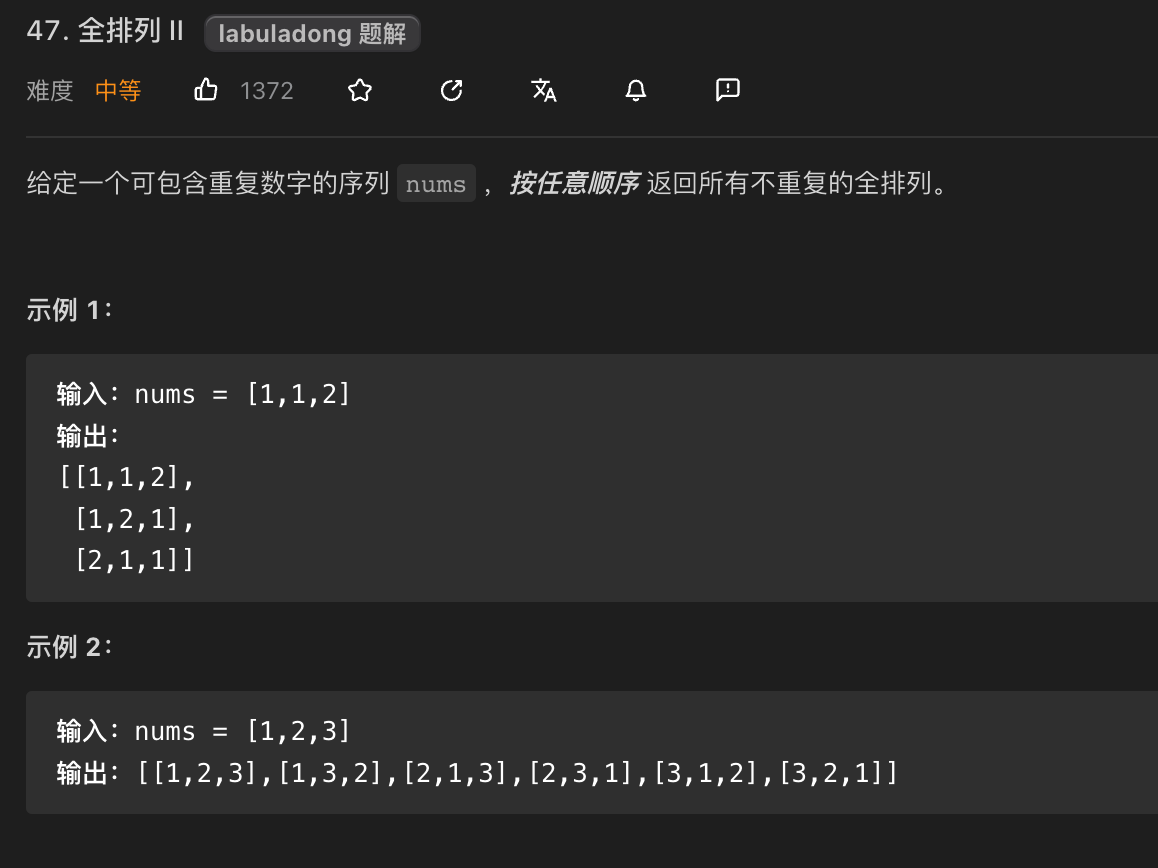 47. 全排列 II labuladong 题解
难度 中等 1372
给定一个可包含重复数字的序列 nums ，按任意顺序 返回所有不重复的全排列。
示例 1：
输入：nums = [1,1,2]
输出：
[[1,1,2],
 [1,2,1],
 [2,1,1]]
示例 2：
输入：nums = [1,2,3]
输出：[[1,2,3],[1,3,2],[2,1,3],[2,3,1],[3,1,2],[3,2,1]]